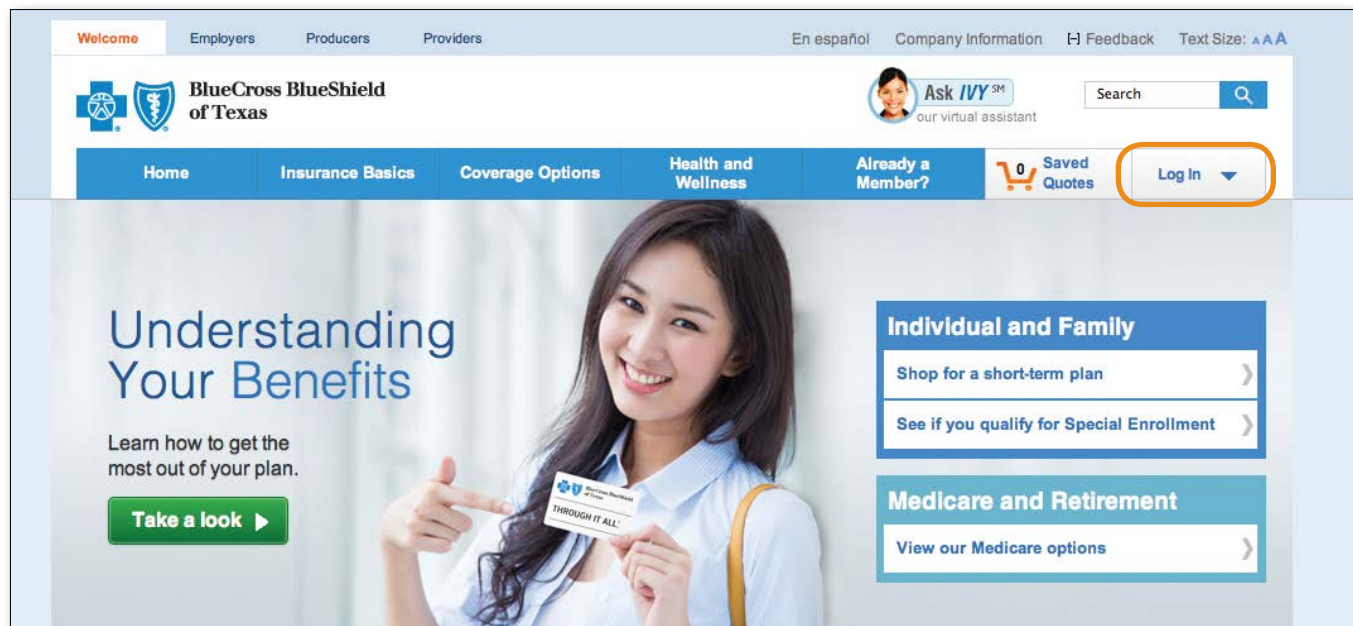 Welcome Employers Producers Providers En español Company Information [-] Feedback Text Size: A A A
BlueCross BlueShield
of Texas
Ask IVY SM
our virtual assistant
Search
Home Insurance Basics Coverage Options Health and Wellness Already a Member? 0 Saved Quotes Log In
Understanding
Your Benefits
Learn how to get the
most out of your plan.
Take a look
BlueCross BlueShield
of Texas
THROUGH IT ALL.
Individual and Family
Shop for a short-term plan
See if you qualify for Special Enrollment
Medicare and Retirement
View our Medicare options